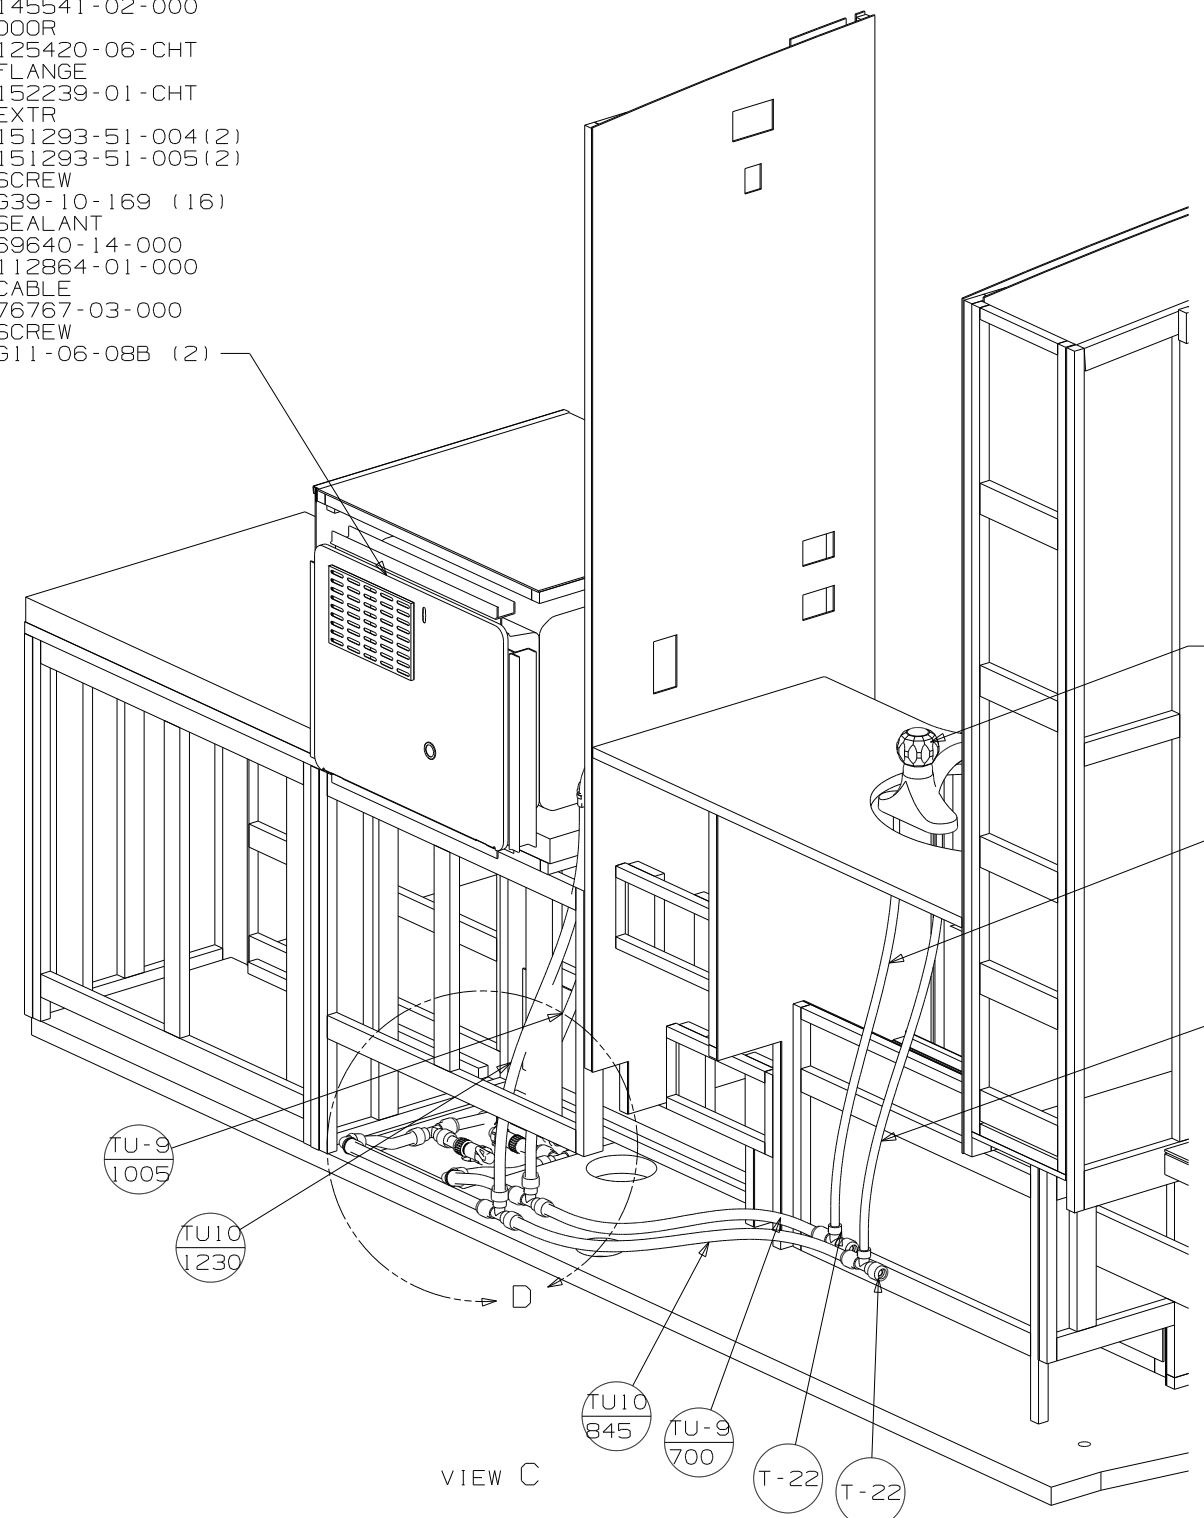 145541-02-000
DOOR
125420-06-CHT
FLANGE
152239-01-CHT
EXTR
151293-51-004(2)
151293-51-005(2)
SCREW
G39-10-169 (16)
SEALANT
69640-14-000
112864-01-000
CABLE
76767-03-000
SCREW
G11-06-08B (2)
TU-9
1005
TU10
1230
D
TU10
845
TU-9
700
T-22
T-22
VIEW C